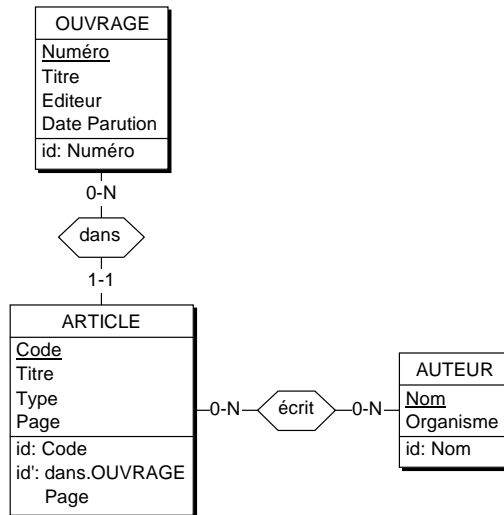 OUVRAGE
Numéro
Titre
Editeur
Date Parution
id: Numéro
0-N
dans
1-1
ARTICLE
Code
Titre
Type
Page
id: Code
id': dans.OUVRAGE
Page
0-N
écrit
0-N
AUTEUR
Nom
Organisme
id: Nom